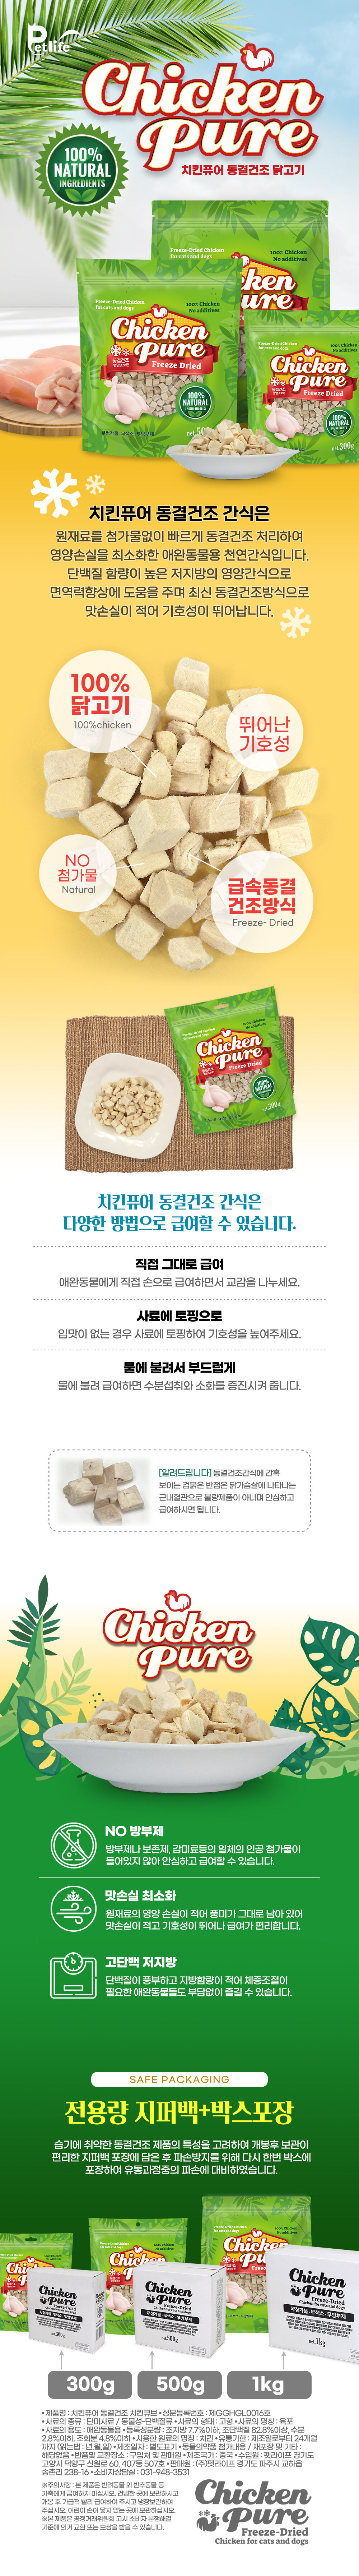 Petlife
Chicken
Pure
치킨퓨어 동결건조 닭고기
100%
NATURAL
INGREDIENTS
Freeze-Dried Chicken
for cats and dogs
100% Chicken
No additives
Chicken
Pure
Freeze Dried
100%
NATURAL
INGREDIENTS
net.300g
치킨퓨어 동결건조 간식은
원재료를 첨가물없이 빠르게 동결건조 처리하여
영양손실을 최소화한 애완동물용 천연간식입니다.
단백질 함량이 높은 저지방의 영양간식으로
면역력향상에 도움을 주며 최신 동결건조방식으로
맛손실이 적어 기호성이 뛰어납니다.
100%
닭고기
100%chicken
뛰어난
기호성
NO
첨가물
Natural
급속동결
건조방식
Freeze- Dried
Chicken
Pure
Freeze Dried
치킨퓨어 동결건조 간식은
다양한 방법으로 급여할 수 있습니다.
직접 그대로 급여
애완동물에게 직접 손으로 급여하면서 교감을 나누세요.
사료에 토핑으로
입맛이 없는 경우 사료에 토핑하여 기호성을 높여주세요.
물에 불려서 부드럽게
물에 불려 급여하면 수분섭취와 소화를 증진시켜 줍니다.
[알려드립니다] 동결건조간식에 간혹
보이는 검붉은 반점은 닭가슴살에 나타나는
근내혈관으로 불량제품이 아니며 안심하고
급여하시면 됩니다.
Chicken
Pure
NO 방부제
방부제나 보존제, 감미료등의 일체의 인공 첨가물이
들어있지 않아 안심하고 급여할 수 있습니다.
맛손실 최소화
원재료의 영양 손실이 적어 풍미가 그대로 남아 있어
맛손실이 적고 기호성이 뛰어나 급여가 편리합니다.
고단백 저지방
단백질이 풍부하고 지방함량이 적어 체중조절이
필요한 애완동물들도 부담없이 즐길 수 있습니다.
SAFE PACKAGING
전용량 지퍼백+박스포장
습기에 취약한 동결건조 제품의 특성을 고려하여 개봉후 보관이
편리한 지퍼백 포장에 담은 후 파손방지를 위해 다시 한번 박스에
포장하여 유통과정중의 파손에 대비하였습니다.
Chicken
Pure
Freeze-Dried
무첨가물·무색소·무방부제
net.300g
net.500g
net.1kg
300g
500g
1kg
•제품명 : 치킨퓨어 동결건조 치킨큐브 •성분등록번호 : 제GGHGL0016호
•사료의 종류 : 단미사료 / 동물성-단백질류 •사료의 형태 : 고형 •사료의 명칭 : 육포
•사료의 용도 : 애완동물용 •등록성분량 : 조지방 7.7%이하, 조단백질 82.8%이상, 수분
2.8%이하, 조회분 4.8%이하 •사용한 원료의 명칭 : 치킨 •유통기한 : 제조일로부터 24개월
까지 (읽는법 : 년,월,일) •제조일자 : 별도표기 •동물의약품 첨가내용 / 재포장 및 기타 :
해당없음 •반품및 교환장소 : 구입처 및 판매원 •제조국가 : 중국 •수입원 : 펫라이프 경기도
고양시 덕양구 신원로 60, 407동 507호 •판매원 : (주)펫라이프 경기도 파주시 교하읍
송촌리 238-16 •소비자상담실 : 031-948-3531
※주의사항 : 본 제품은 반려동물 외 반추동물 등
가축에게 급여하지 마십시오. 건냉한 곳에 보관하시고
개봉 후 가급적 빨리 급여하여 주시고 냉장보관하여
주십시오. 어린이 손이 닿지 않는 곳에 보관하십시오.
※본 제품은 공정거래위원회 고시 소비자 분쟁해결
기준에 의거 교환 또는 보상을 받을 수 있습니다.
Chicken
Pure
Freeze-Dried
Chicken for cats and dogs